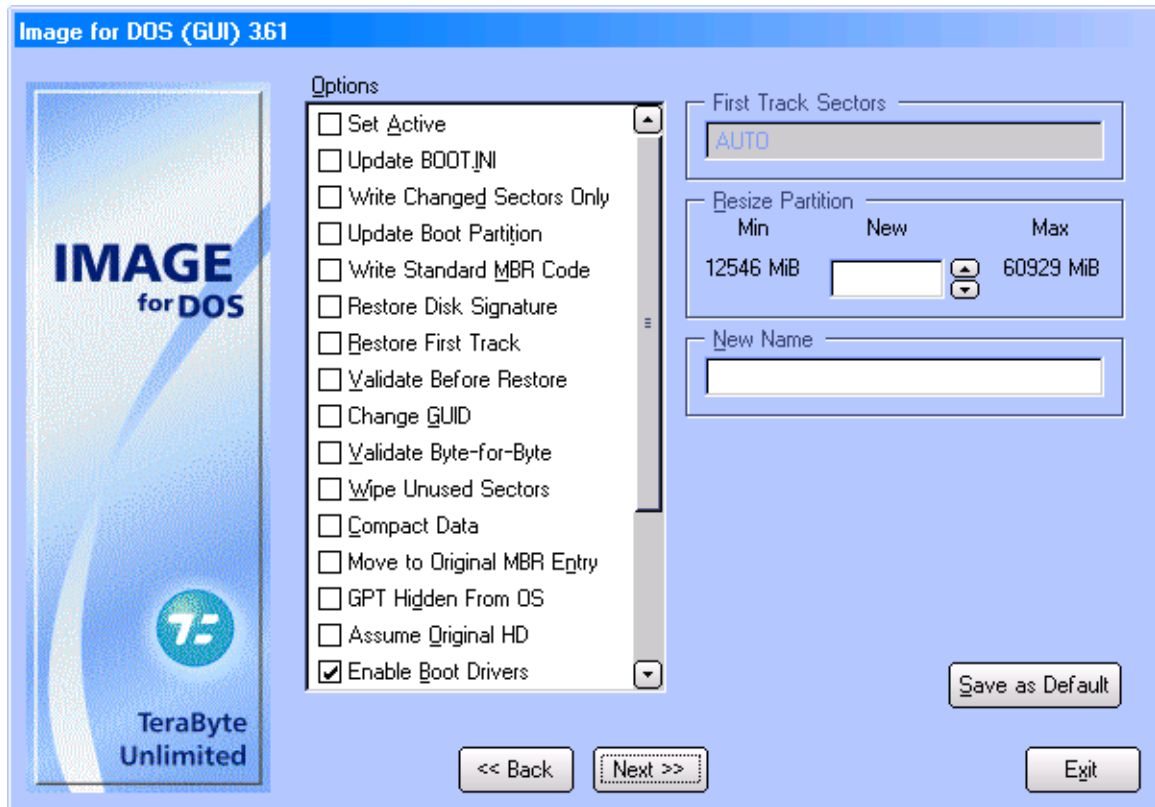 Image for DOS (GUI) 3.61
IMAGE
for DOS
TeraByte
Unlimited
Options
Set Active
Update BOOT.INI
Write Changed Sectors Only
Update Boot Partition
Write Standard MBR Code
Restore Disk Signature
Restore First Track
Validate Before Restore
Change GUID
Validate Byte-for-Byte
Wipe Unused Sectors
Compact Data
Move to Original MBR Entry
GPT Hidden From OS
Assume Original HD
Enable Boot Drivers
First Track Sectors
AUTO
Resize Partition
Min New Max
12546 MiB 60929 MiB
New Name
Save as Default
<< Back Next >> Exit